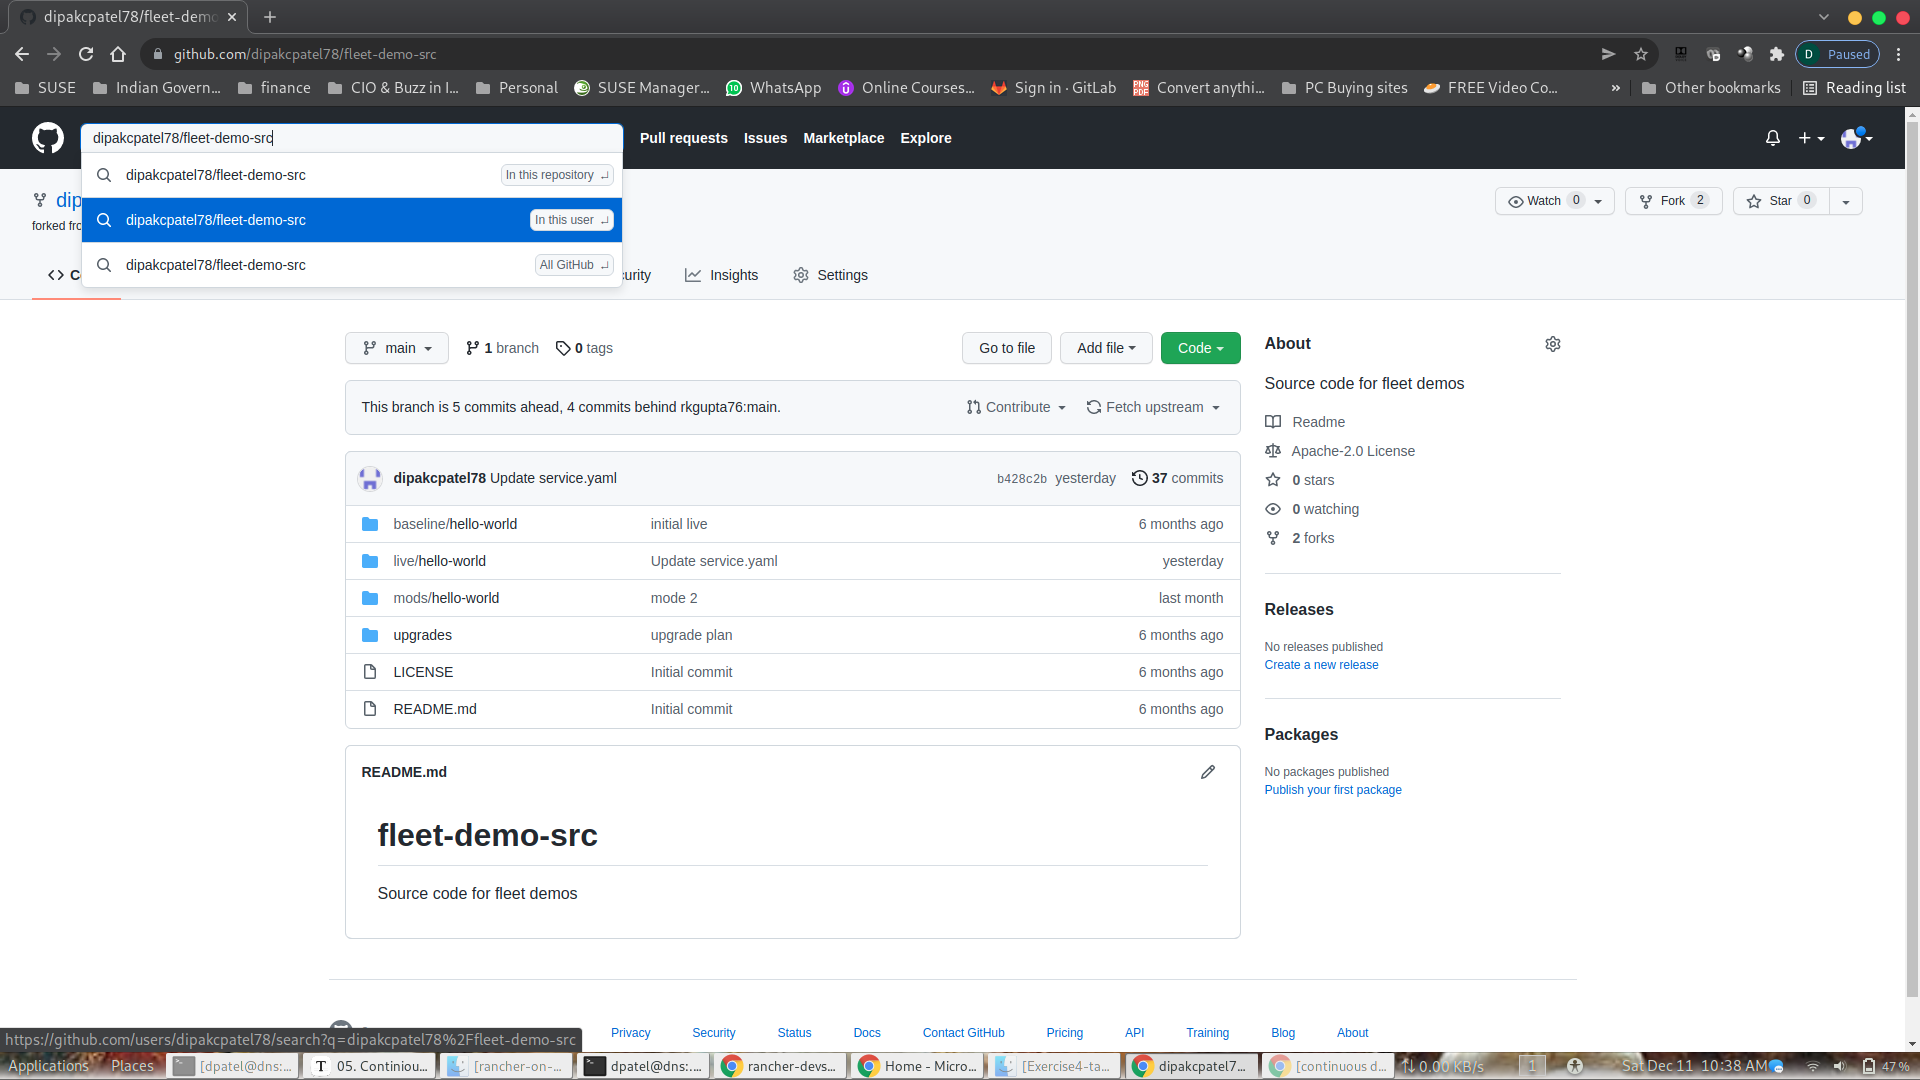 dipakcpatel78/fleet-demo
github.com/dipakcpatel78/fleet-demo-src
D Paused
SUSE Indian Govern... finance CIO & Buzz in I... Personal SUSE Manager... WhatsApp Online Courses... Sign in · GitLab Convert anythi... PC Buying sites FREE Video Co... » Other bookmarks Reading list
dipakcpatel78/fleet-demo-src Pull requests Issues Marketplace Explore
dipakcpatel78/fleet-demo-src In this repository
dipakcpatel78/fleet-demo-src In this user
dipakcpatel78/fleet-demo-src All GitHub
dip Watch 0 Fork 2 Star 0
forked fro
C urity Insights Settings
main 1 branch 0 tags Go to file Add file Code
This branch is 5 commits ahead, 4 commits behind rkgupta76:main. Contribute Fetch upstream
dipakcpatel78 Update service.yaml b428c2b yesterday 37 commits
baseline/hello-world initial live 6 months ago
live/hello-world Update service.yaml yesterday
mods/hello-world mode 2 last month
upgrades upgrade plan 6 months ago
LICENSE Initial commit 6 months ago
README.md Initial commit 6 months ago
README.md
fleet-demo-src
Source code for fleet demos
About
Source code for fleet demos
Readme
Apache-2.0 License
0 stars
0 watching
2 forks
Releases
No releases published
Create a new release
Packages
No packages published
Publish your first package
Privacy Security Status Docs Contact GitHub Pricing API Training Blog About
https://github.com/users/dipakcpatel78/search?q=dipakcpatel78%2Ffleet-demo-src
Applications Places [dpatel@dns:... 05. Continiou... [rancher-on-... dpatel@dns:... rancher-devs... Home - Micro... [Exercise4-ta... dipakcpatel7... [continuous d... 0.00 KB/s 1 Sat Dec 11 10:38 AM 47 %